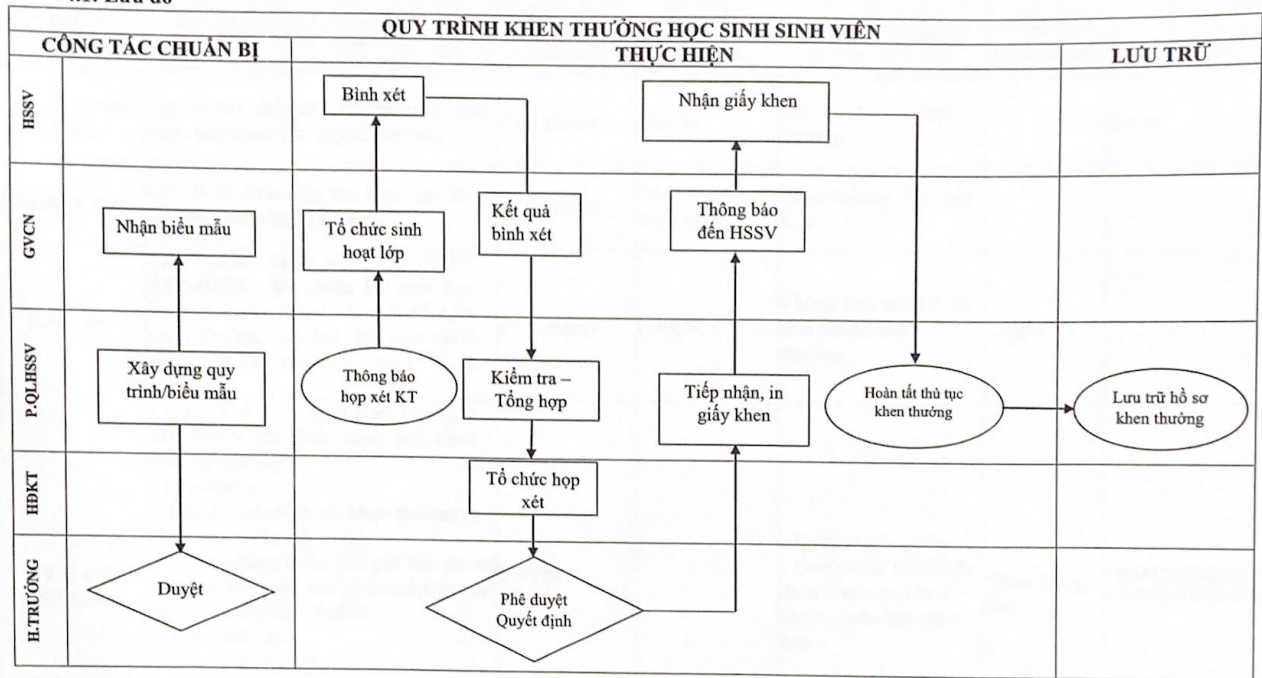 Lưu đồ
QUY TRÌNH KHEN THƯỞNG HỌC SINH SINH VIÊN
CÔNG TÁC CHUẨN BỊ
THỰC HIỆN
LƯU TRỮ
HSSV
Bình xét
Nhận giấy khen
GVCN
Nhận biểu mẫu
Tổ chức sinh
hoạt lớp
Kết quả
bình xét
Thông báo
đến HSSV
P.QLHSSV
Xây dựng quy
trình/biểu mẫu
Thông báo
họp xét KT
Kiểm tra –
Tổng hợp
Tiếp nhận, in
giấy khen
Hoàn tất thủ tục
khen thưởng
Lưu trữ hồ sơ
khen thưởng
HĐKT
Tổ chức họp
xét
H.TRƯỞNG
Duyệt
Phê duyệt
Quyết định